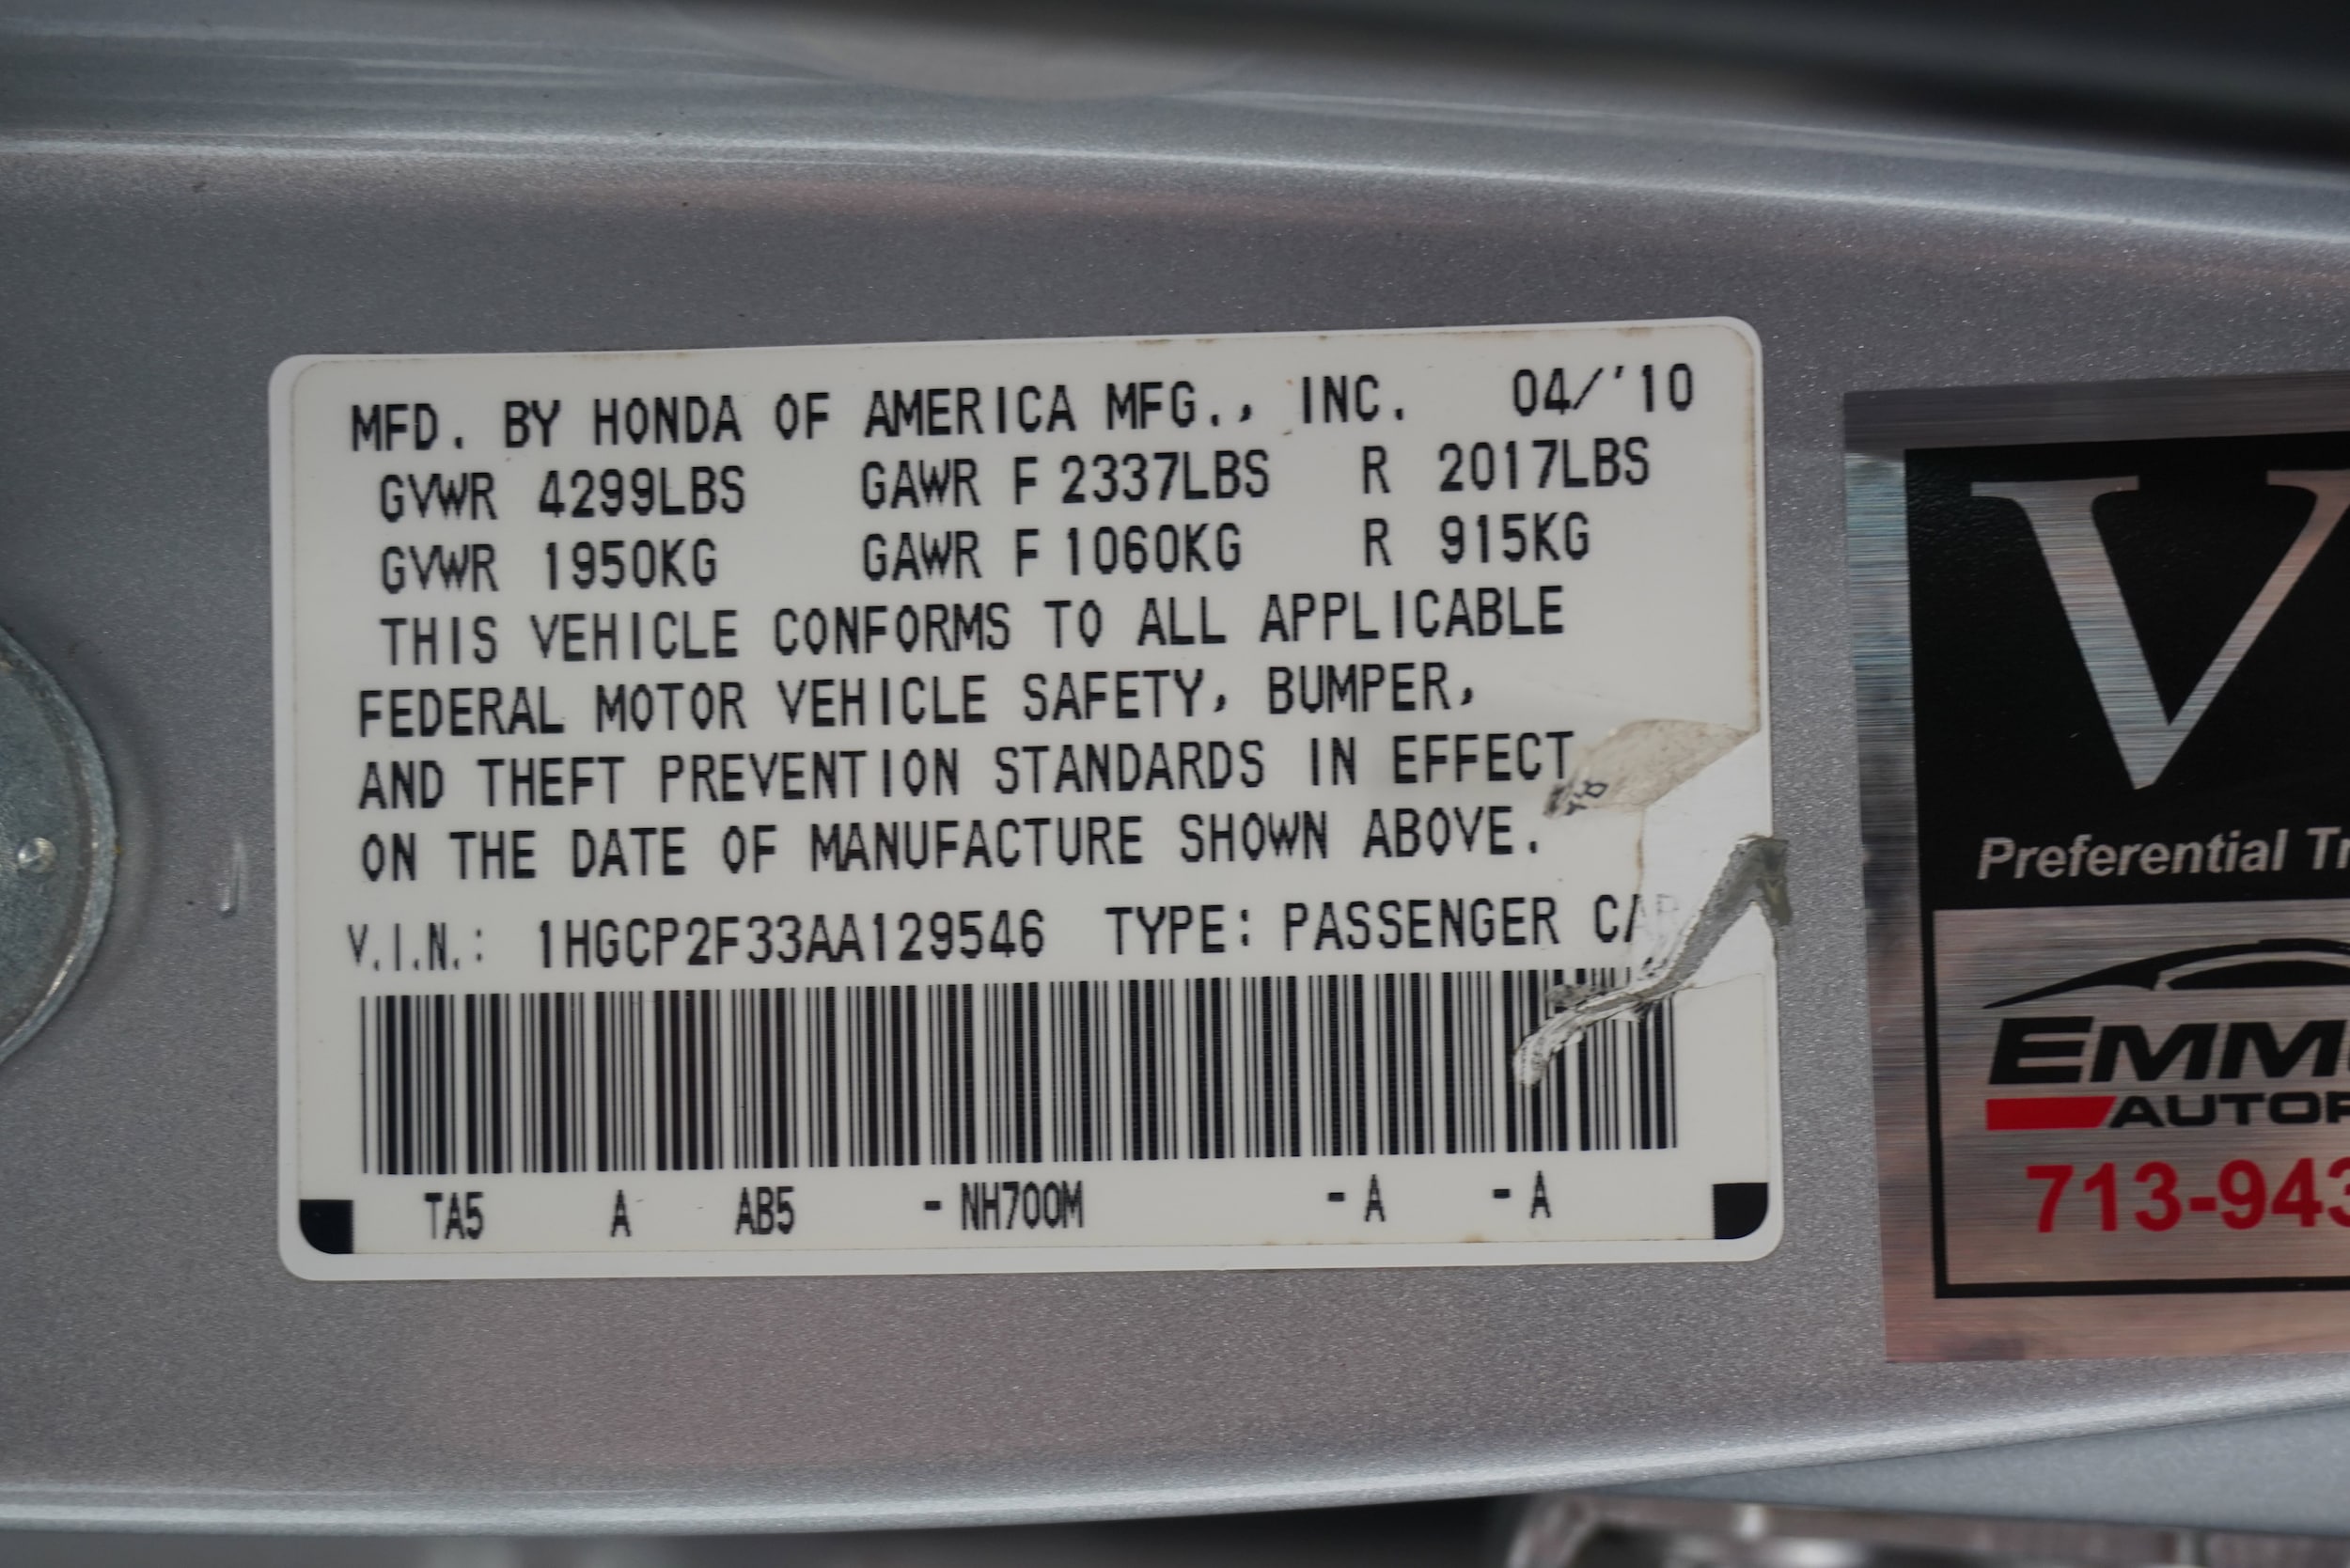 MFD. BY HONDA OF AMERICA MFG., INC. 04/'10
GVWR 4299LBS GAWR F 2337LBS R 2017LBS
GVWR 1950KG GAWR F 1060KG R 915KG
THIS VEHICLE CONFORMS TO ALL APPLICABLE
FEDERAL MOTOR VEHICLE SAFETY, BUMPER,
AND THEFT PREVENTION STANDARDS IN EFFECT
ON THE DATE OF MANUFACTURE SHOWN ABOVE.
V.I.N.: 1HGCP2F33AA129546 TYPE: PASSENGER CAR
TA5 A AB5 - NH700M - A - A
V
Preferential
713-943